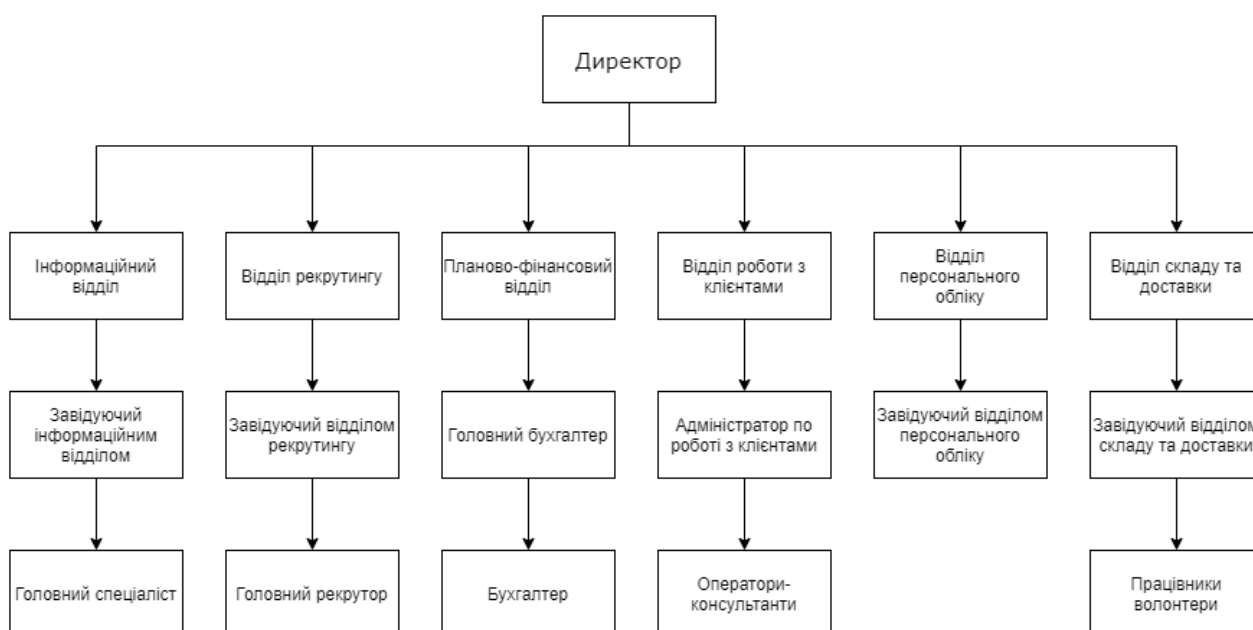 Директор
Інформаційний
відділ
Відділ рекрутингу
Планово-фінансовий
відділ
Відділ роботи з
клієнтами
Відділ
персонального
обліку
Відділ складу та
доставки
Завідуючий
інформаційним
відділом
Завідуючий відділом
рекрутингу
Головний бухгалтер
Адміністратор по
роботі з клієнтами
Завідуючий відділом
персонального
обліку
Завідуючий відділом
складу та доставки
Головний спеціаліст
Головний рекрутор
Бухгалтер
Оператори-
консультанти
Працівники
волонтери